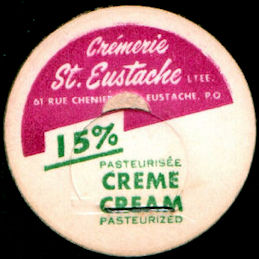 Crémerie
St. Eustache LTEE.
61 RUE CHENIER EUSTACHE, P.Q
15%
PASTEURISÉE
CREME
CREAM
PASTEURIZED